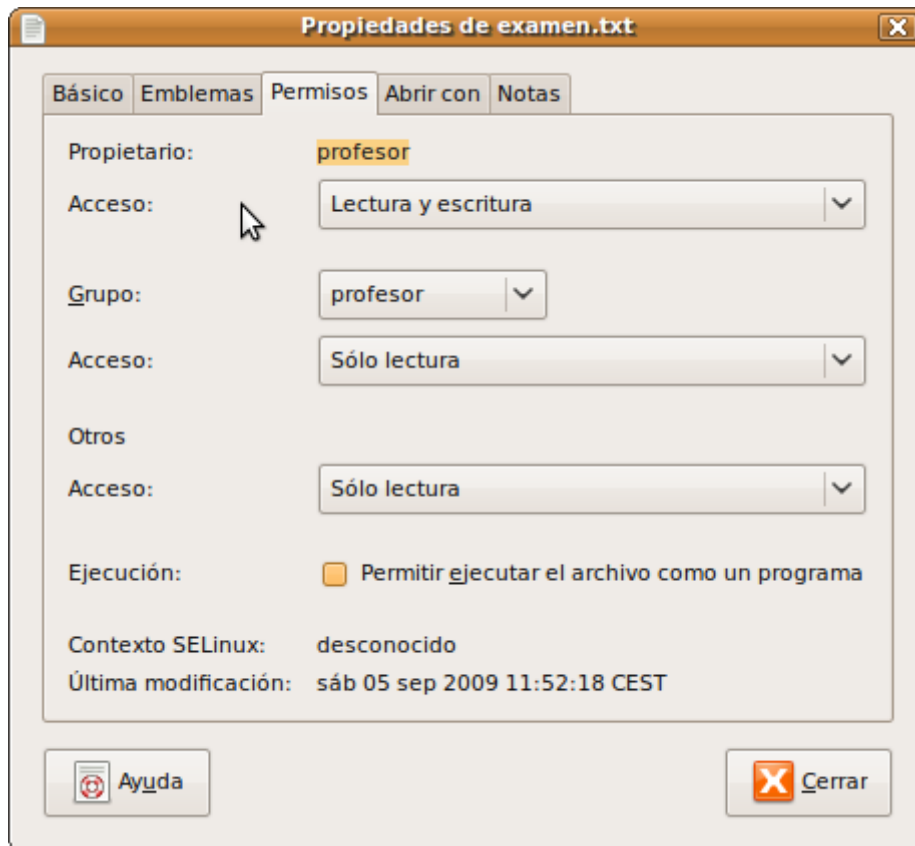 Propiedades de examen.txt
Básico Emblemas Permisos Abrir con Notas
Propietario: profesor
Acceso: Lectura y escritura
Grupo: profesor
Acceso: Sólo lectura
Otros
Acceso: Sólo lectura
Ejecución: Permitir ejecutar el archivo como un programa
Contexto SELinux: desconocido
Última modificación: sáb 05 sep 2009 11:52:18 CEST
Ayuda Cerrar